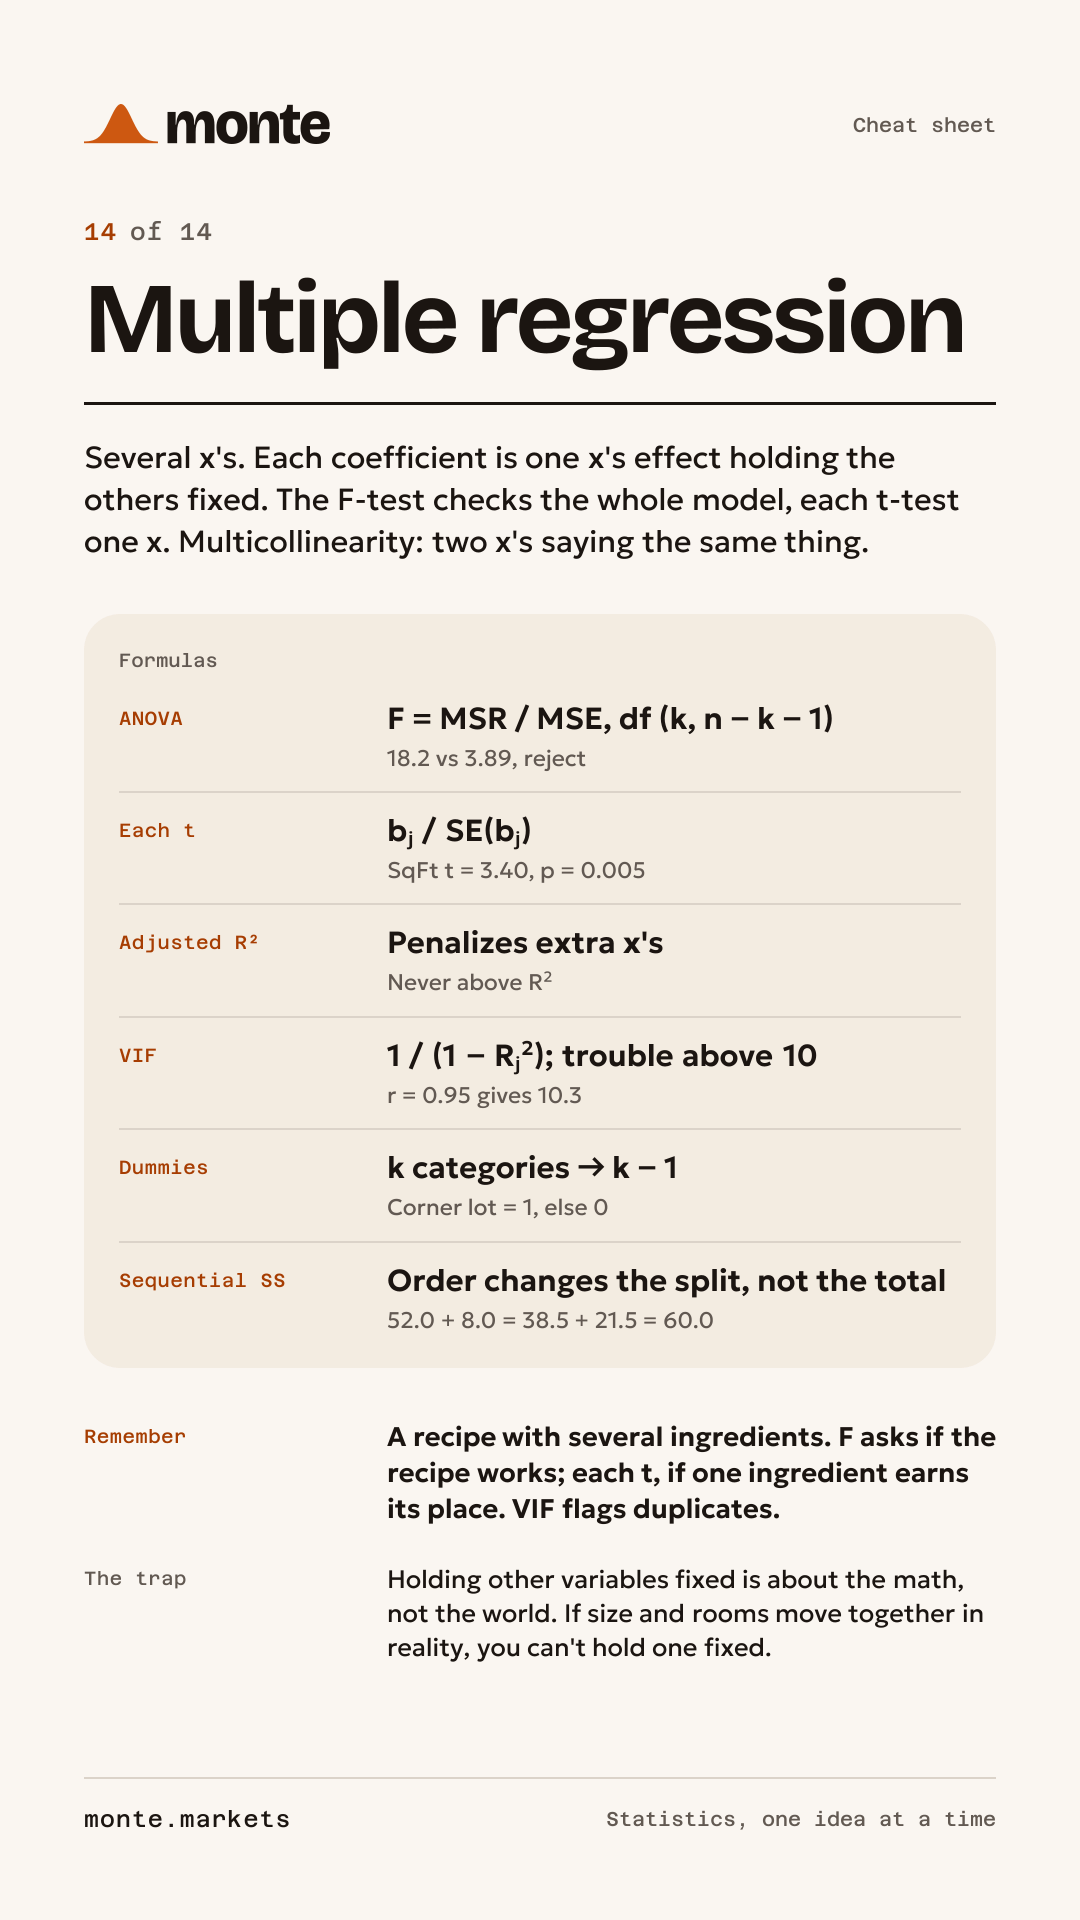 monte
Cheat sheet
14 of 14
Multiple regression
Several x's. Each coefficient is one x's effect holding the
others fixed. The F-test checks the whole model, each t-test
one x. Multicollinearity: two x's saying the same thing.
Formulas
ANOVA
F = MSR / MSE, df (k, n − k − 1)
18.2 vs 3.89, reject
Each t
bⱼ / SE(bⱼ)
SqFt t = 3.40, p = 0.005
Adjusted R²
Penalizes extra x's
Never above R²
VIF
1 / (1 − Rⱼ²); trouble above 10
r = 0.95 gives 10.3
Dummies
k categories → k − 1
Corner lot = 1, else 0
Sequential SS
Order changes the split, not the total
52.0 + 8.0 = 38.5 + 21.5 = 60.0
Remember
A recipe with several ingredients. F asks if the
recipe works; each t, if one ingredient earns
its place. VIF flags duplicates.
The trap
Holding other variables fixed is about the math,
not the world. If size and rooms move together in
reality, you can't hold one fixed.
monte.markets
Statistics, one idea at a time